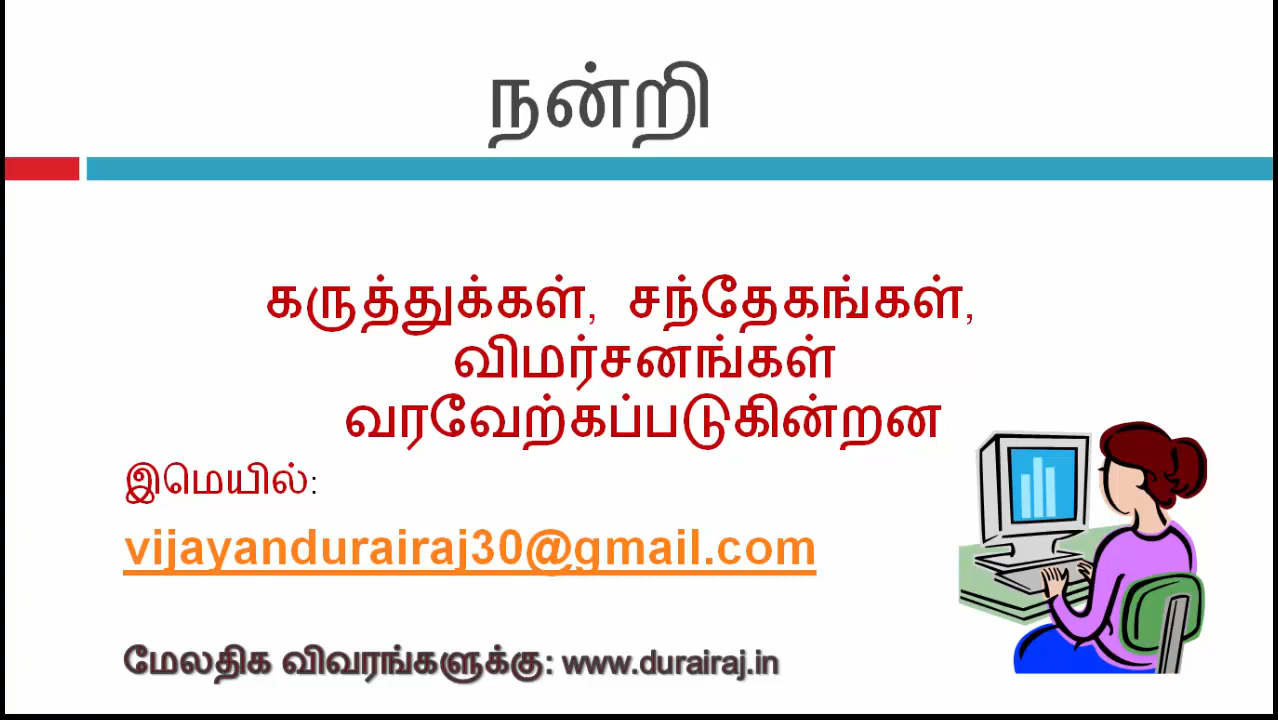 நன்றி
கருத்துக்கள், சந்தேகங்கள்,
விமர்சனங்கள்
வரவேற்கப்படுகின்றன
இமெயில்:
vijayandurairaj30@gmail.com
மேலதிக விவரங்களுக்கு: www.durairaj.in